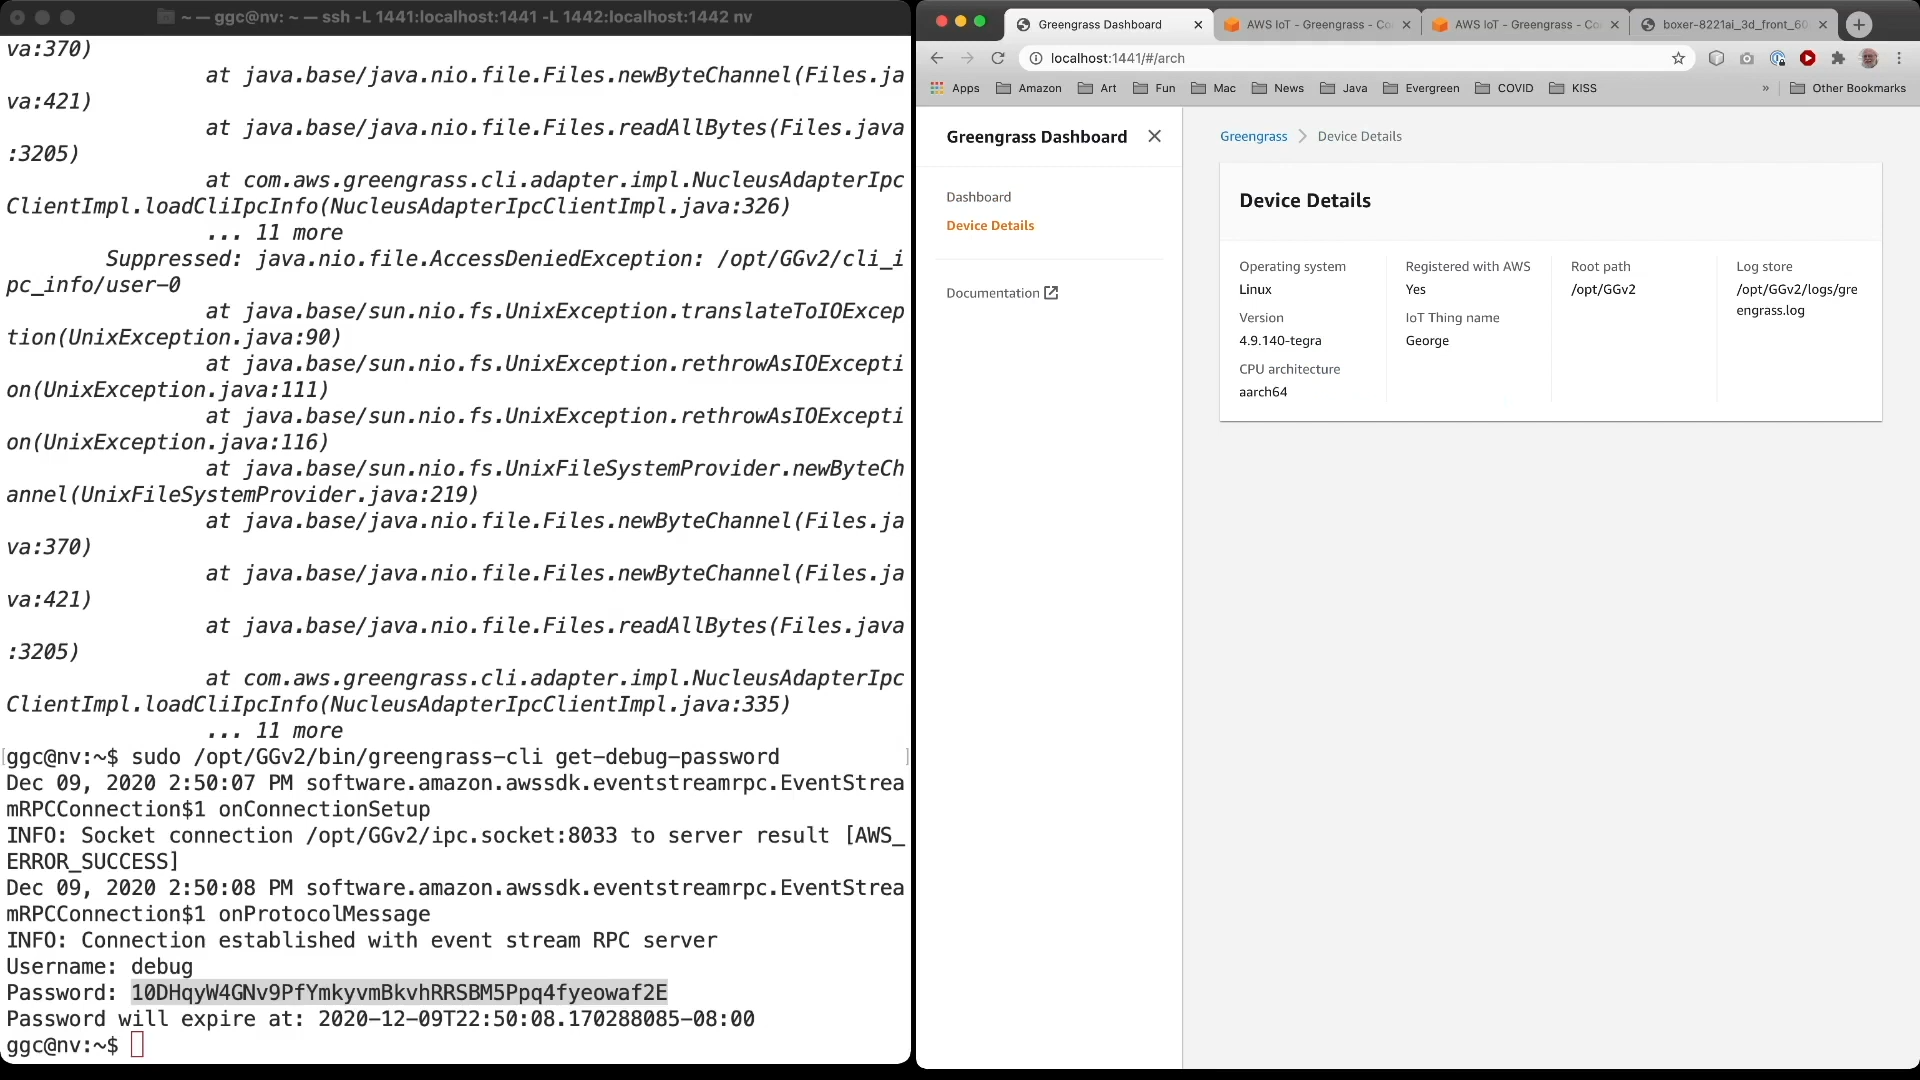 ~ — ggc@nv: ~ — ssh -L 1441:localhost:1441 -L 1442:localhost:1442 nv
va:370)
at java.base/java.nio.file.Files.newByteChannel(Files.ja
va:421)
at java.base/java.nio.file.Files.readAllBytes(Files.java
:3205)
at com.aws.greengrass.cli.adapter.impl.NucleusAdapterIpc
ClientImpl.loadCliIpcInfo(NucleusAdapterIpcClientImpl.java:326)
... 11 more
Suppressed: java.nio.file.AccessDeniedException: /opt/GGv2/cli_i
pc_info/user-0
at java.base/sun.nio.fs.UnixException.translateToIOExcep
tion(UnixException.java:90)
at java.base/sun.nio.fs.UnixException.rethrowAsIOExcepti
on(UnixException.java:111)
at java.base/sun.nio.fs.UnixException.rethrowAsIOExcepti
on(UnixException.java:116)
at java.base/sun.nio.fs.UnixFileSystemProvider.newByteCh
annel(UnixFileSystemProvider.java:219)
at java.base/java.nio.file.Files.newByteChannel(Files.ja
va:370)
at java.base/java.nio.file.Files.newByteChannel(Files.ja
va:421)
at java.base/java.nio.file.Files.readAllBytes(Files.java
:3205)
at com.aws.greengrass.cli.adapter.impl.NucleusAdapterIpc
ClientImpl.loadCliIpcInfo(NucleusAdapterIpcClientImpl.java:335)
... 11 more
[ggc@nv:~$ sudo /opt/GGv2/bin/greengrass-cli get-debug-password ]
Dec 09, 2020 2:50:07 PM software.amazon.awssdk.eventstreamrpc.EventStrea
mRPCConnection$1 onConnectionSetup
INFO: Socket connection /opt/GGv2/ipc.socket:8033 to server result [AWS_
ERROR_SUCCESS]
Dec 09, 2020 2:50:08 PM software.amazon.awssdk.eventstreamrpc.EventStrea
mRPCConnection$1 onProtocolMessage
INFO: Connection established with event stream RPC server
Username: debug
Password: 10DHqyW4GNv9PfYmkyvmBkvhRRSBM5Ppq4fyeowaf2E
Password will expire at: 2020-12-09T22:50:08.170288085-08:00
ggc@nv:~$
Greengrass Dashboard
AWS IoT - Greengrass - Co
AWS IoT - Greengrass - Co
boxer-8221ai_3d_front_60
localhost:1441/#/arch
Apps Amazon Art Fun Mac News Java Evergreen COVID KISS » Other Bookmarks
Greengrass Dashboard
Dashboard
Device Details
Documentation
Greengrass > Device Details
Device Details
Operating system
Linux
Version
4.9.140-tegra
CPU architecture
aarch64
Registered with AWS
Yes
IoT Thing name
George
Root path
/opt/GGv2
Log store
/opt/GGv2/logs/gre
engrass.log